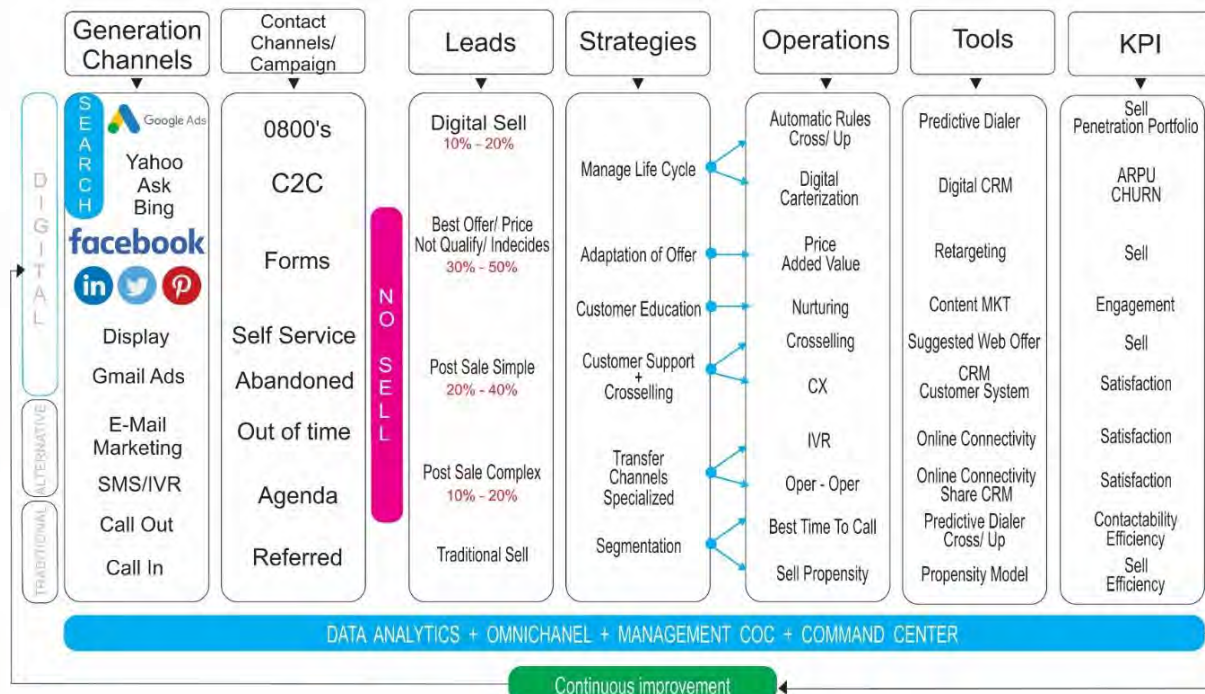 Generation
Channels
Contact
Channels/
Campaign
Leads
Strategies
Operations
Tools
KPI
DIGITAL
ALTERNATIVE
TRADITIONAL
SEARCH
Google Ads
Yahoo
Ask
Bing
facebook
in
Display
Gmail Ads
E-Mail
Marketing
SMS/IVR
Call Out
Call In
0800's
C2C
Forms
Self Service
Abandoned
Out of time
Agenda
Referred
NO SELL
Digital Sell
10% - 20%
Best Offer/ Price
Not Qualify/ Indecides
30% - 50%
Post Sale Simple
20% - 40%
Post Sale Complex
10% - 20%
Traditional Sell
Manage Life Cycle
Adaptation of Offer
Customer Education
Customer Support
+
Crosselling
Transfer
Channels
Specialized
Segmentation
Automatic Rules
Cross/ Up
Digital
Carterization
Price
Added Value
Nurturing
Crosselling
CX
IVR
Oper - Oper
Best Time To Call
Sell Propensity
Predictive Dialer
Digital CRM
Retargeting
Content MKT
Suggested Web Offer
CRM
Customer System
Online Connectivity
Online Connectivity
Share CRM
Predictive Dialer
Cross/ Up
Propensity Model
Sell
Penetration Portfolio
ARPU
CHURN
Sell
Engagement
Sell
Satisfaction
Satisfaction
Satisfaction
Contactability
Efficiency
Sell
Efficiency
DATA ANALYTICS + OMNICHANEL + MANAGEMENT COC + COMMAND CENTER
Continuous improvement